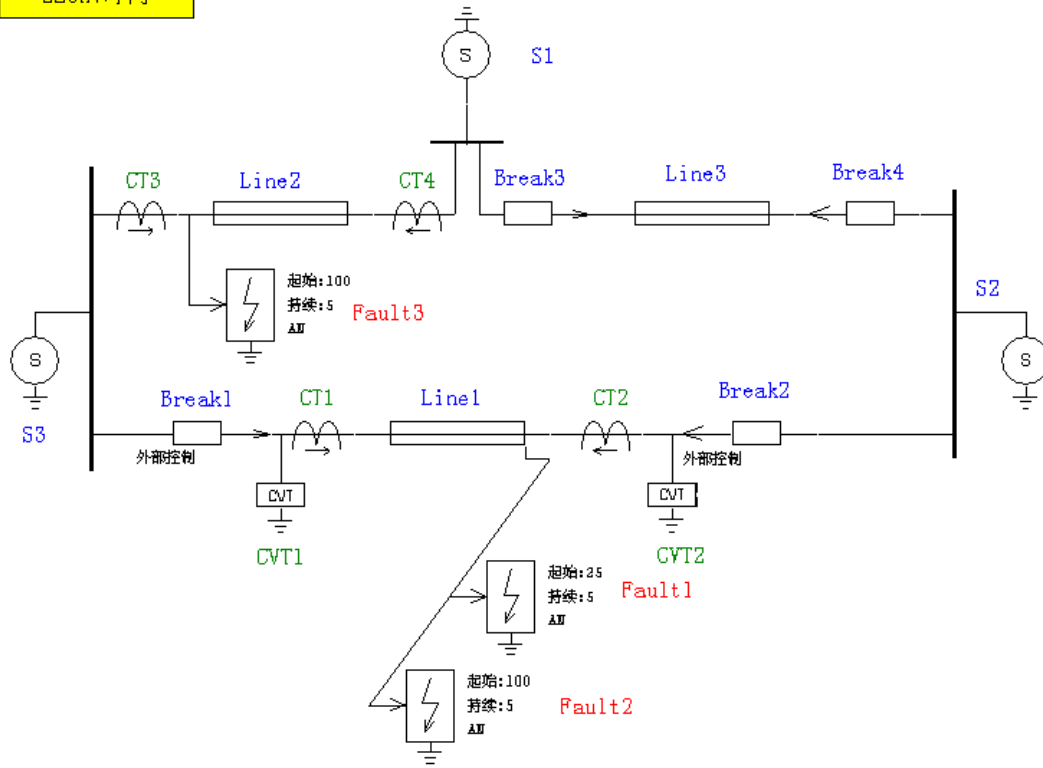 S
S1
CT3
Line2
CT4
Break3
Line3
Break4
起始:100
持续:5
AN
Fault3
S2
S
S
S3
Break1
CT1
Line1
CT2
Break2
外部控制
外部控制
CVT
CVT
CVT1
CVT2
起始:25
持续:5
AN
Fault1
起始:100
持续:5
AN
Fault2